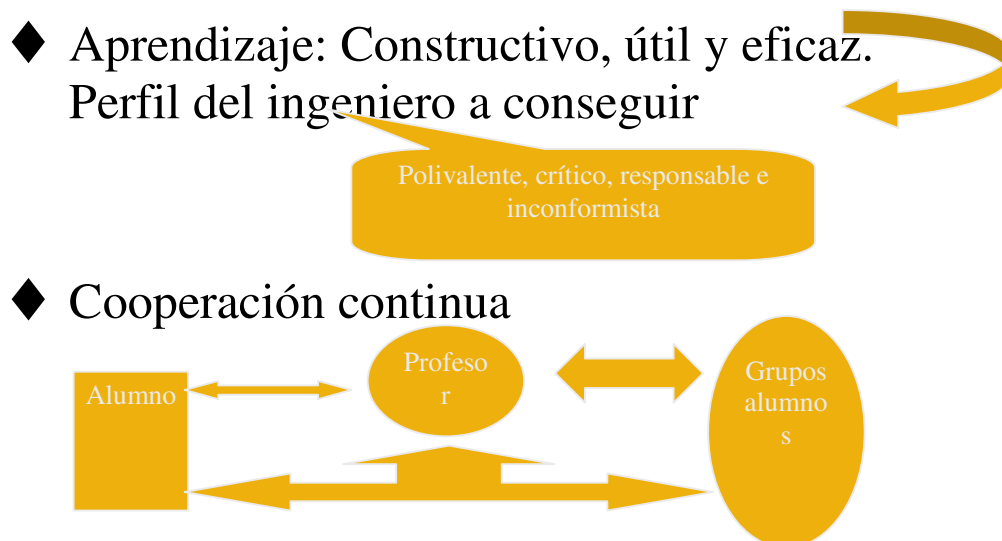 Aprendizaje: Constructivo, útil y eficaz.
Perfil del ingeniero a conseguir
Polivalente, crítico, responsable e
inconformista
Cooperación continua
Alumno
Profeso
r
Grupos
alumno
s